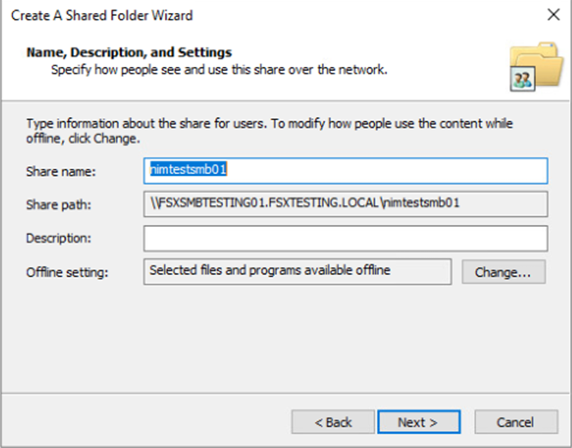 Create A Shared Folder Wizard
Name, Description, and Settings
Specify how people see and use this share over the network.
Type information about the share for users. To modify how people use the content while
offline, click Change.
Share name: nimtestsmb01
Share path: \\FSXSMBTESTING01.FSXTESTING.LOCAL\nimtestsmb01
Description:
Offline setting: Selected files and programs available offline Change...
< Back Next > Cancel